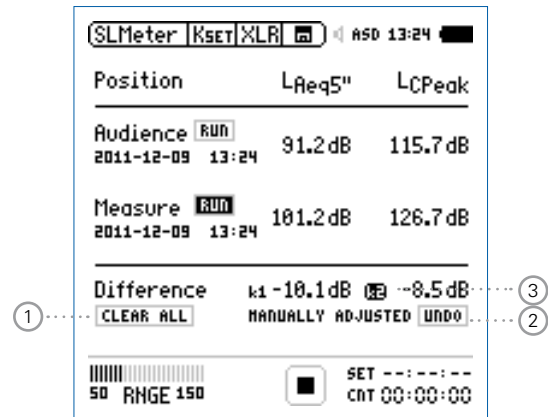 SLMeter KSET XLR ASD 13:24
Position LAeq5" LCPeak
Audience RUN 91.2dB 115.7dB
2011-12-09 13:24
Measure RUN 101.2dB 126.7dB
2011-12-09 13:24
Difference k1 -10.1dB -8.5dB 3
1 CLEAR ALL MANUALLY ADJUSTED UNDO 2
SET --:--:--
50 RNGE 150 CNT 00:00:00